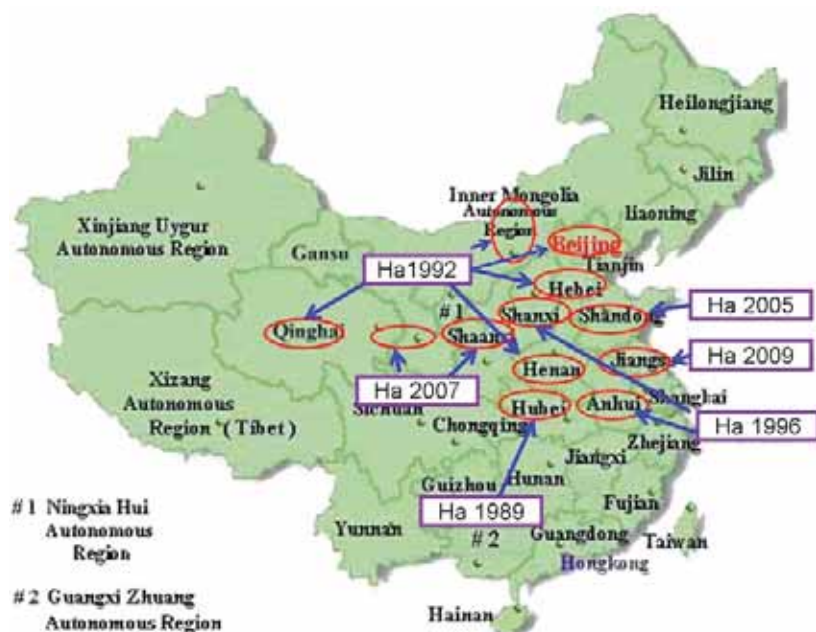 Heilongjiang
Jilin
Liaoning
Inner Mongolia
Autonomous
Region
Xinjiang Uygur
Autonomous Region
Gansu
Beijing
Tianjin
Ha1992
Hebei
# 1
Shanxi
Shandong
Ha 2005
Qinghai
Shaanxi
Henan
Jiangsu
Ha 2009
Ha 2007
Xizang
Autonomous
Region ( Tibet )
Sichuan
Hubei
Anhui
Shanghai
Chongqing
Ha 1996
Zhejiang
Jiangxi
Hunan
Guizhou
Ha 1989
Fujian
Yunnan
# 2
Guangdong
Taiwan
Hongkong
Hainan
# 1 Ningxia Hui
Autonomous
Region
# 2 Guangxi Zhuang
Autonomous Region